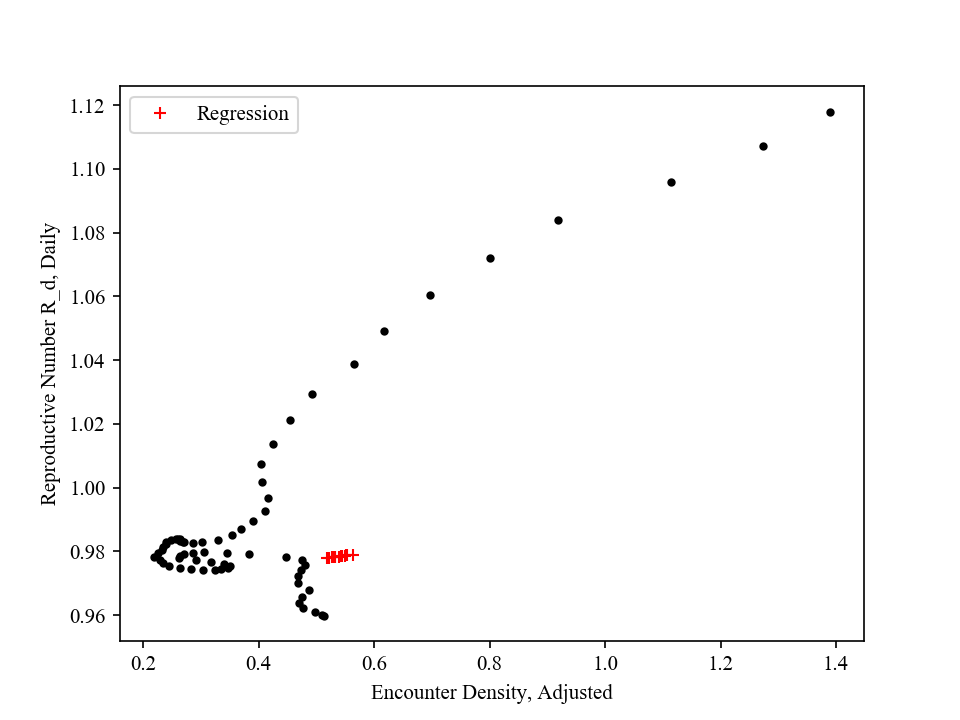 Regression
1.12
1.10
1.08
1.06
1.04
1.02
1.00
0.98
0.96
Reproductive Number R_d, Daily
0.2 0.4 0.6 0.8 1.0 1.2 1.4
Encounter Density, Adjusted